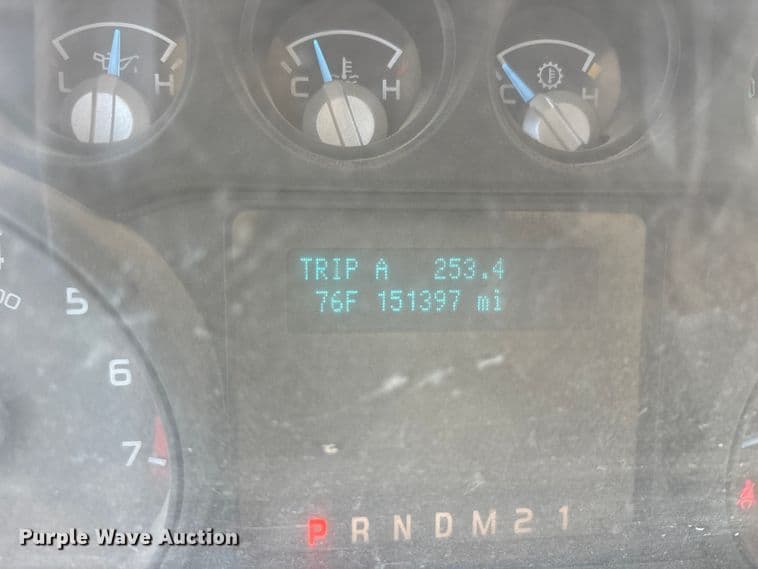 L H
C H
C H
TRIP A 253.4
76F 151397 mi
5
6
7
P R N D M 2 1
Purple Wave Auction